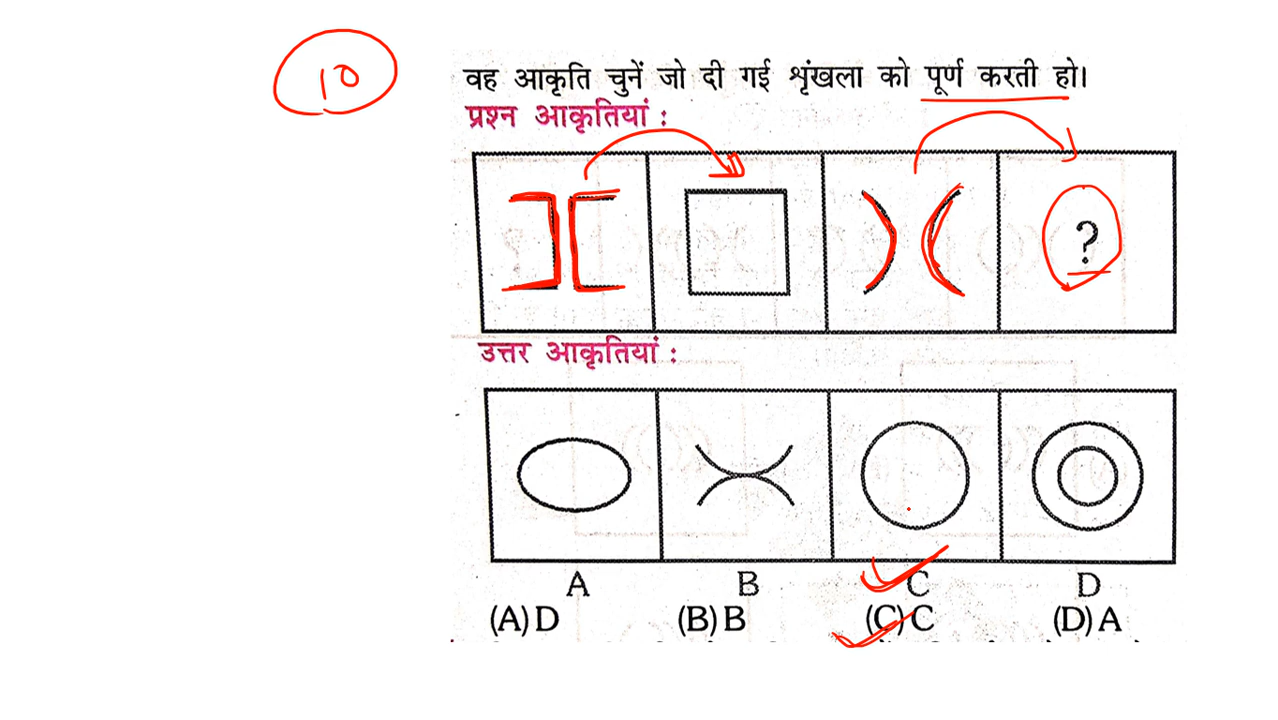 10
वह आकृति चुनें जो दी गई शृंखला को पूर्ण करती हो।
प्रश्न आकृतियां :
?
उत्तर आकृतियां :
A B C D
(A) D (B) B (C) C (D) A